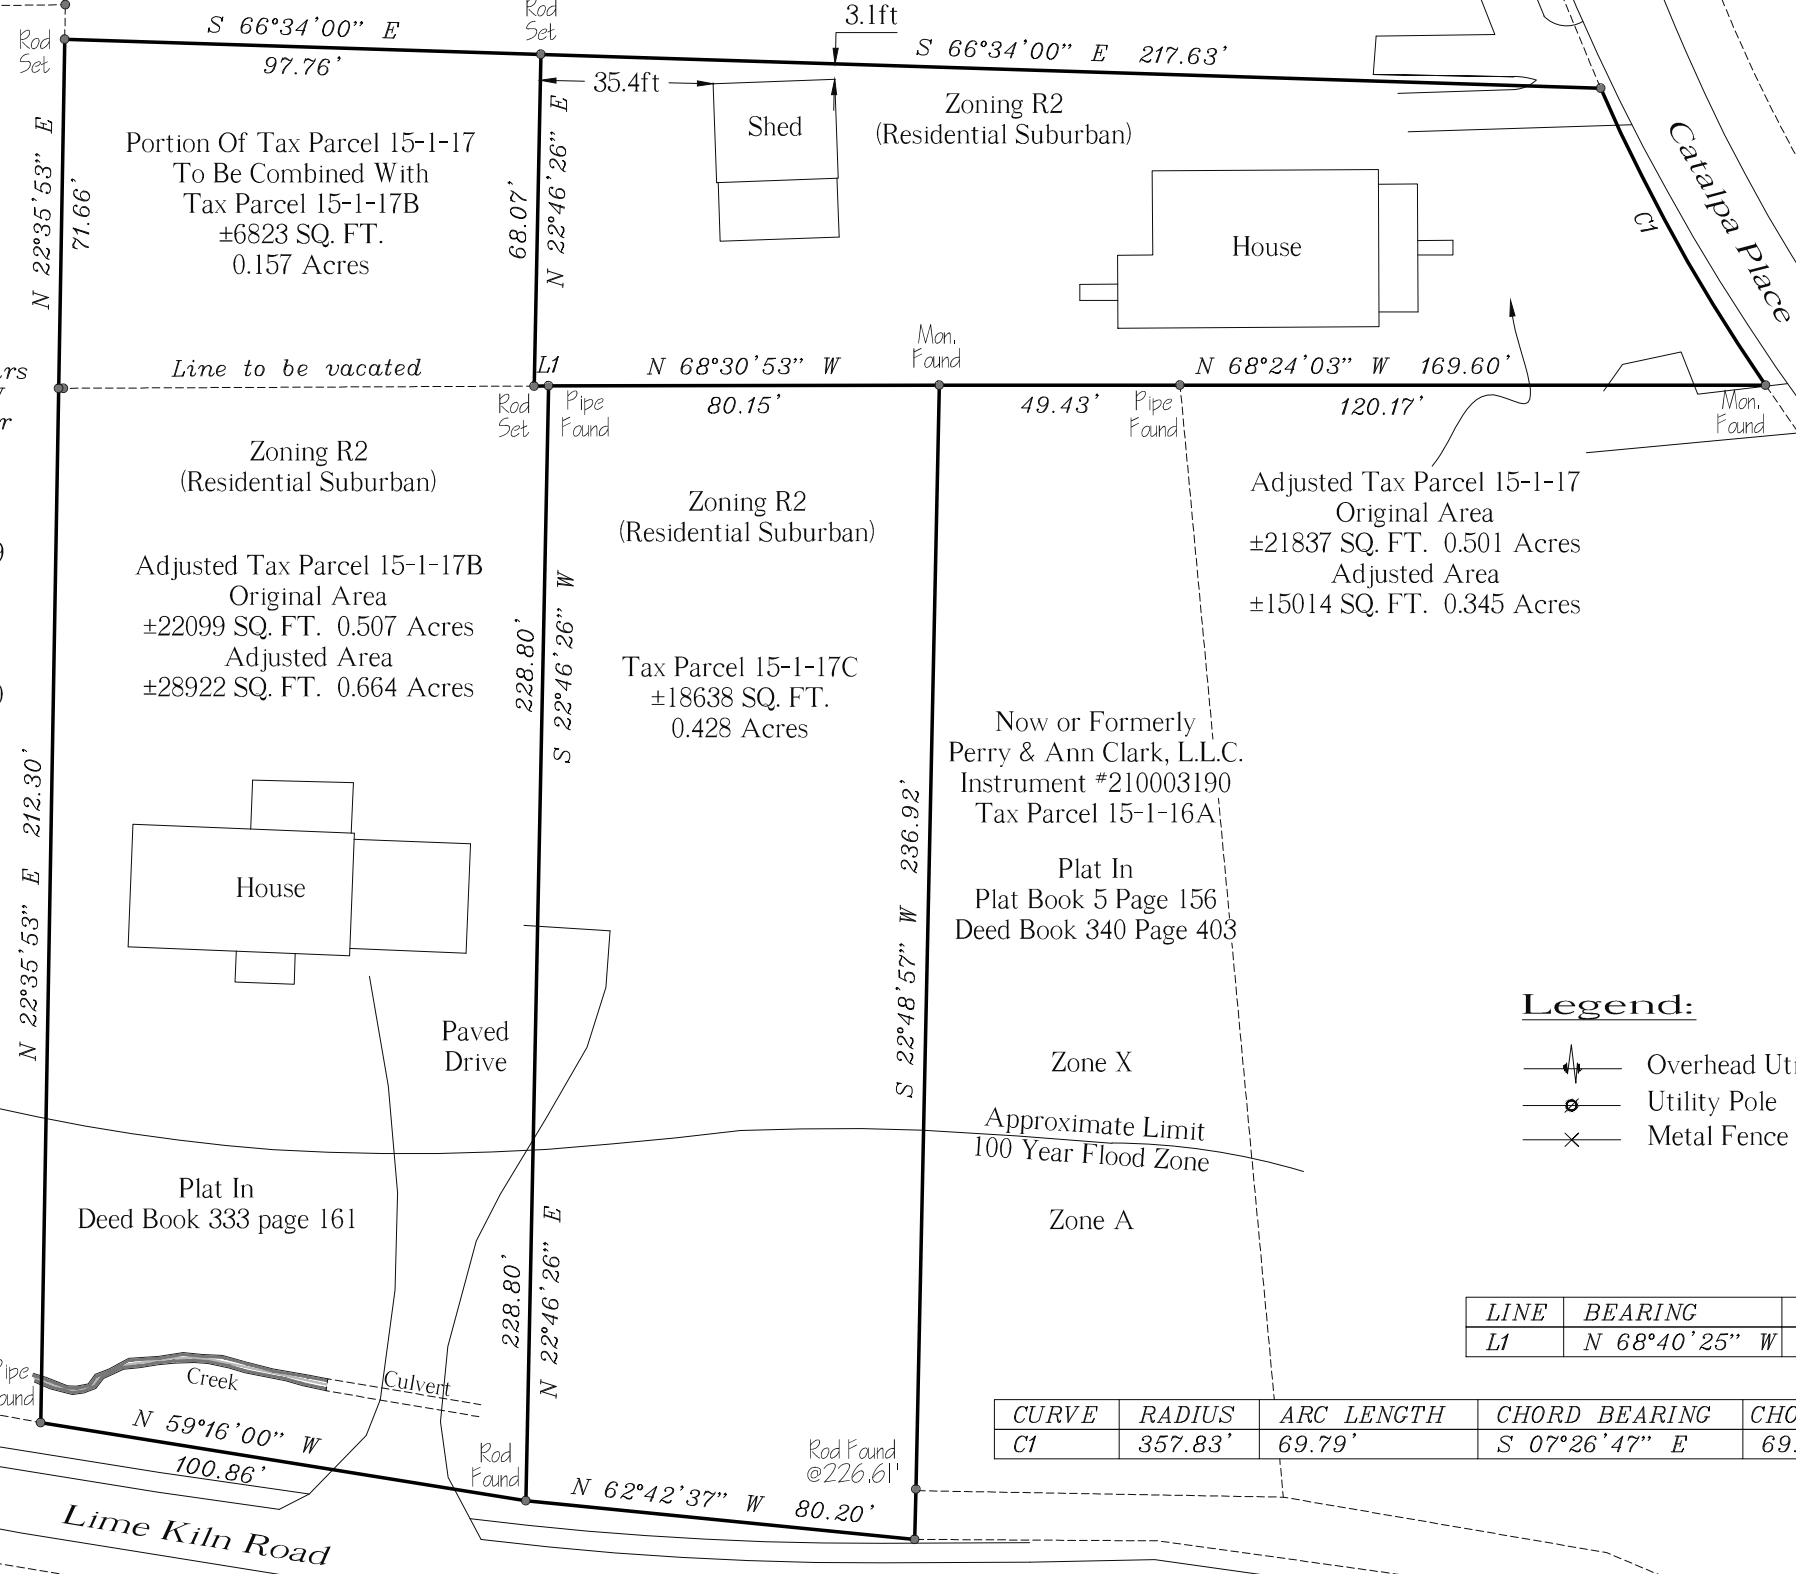 S 66°34'00" E
97.76'
Rod
Set
Rod
Set
3.1ft
35.4ft
S 66°34'00" E 217.63'
N 22°35'53" E
71.66'
Portion Of Tax Parcel 15-1-17
To Be Combined With
Tax Parcel 15-1-17B
±6823 SQ. FT.
0.157 Acres
68.07'
N 22°46'26" E
Shed
Zoning R2
(Residential Suburban)
House
C1
Catalpa Place
Line to be vacated
L1
N 68°30'53" W
80.15'
Mon.
Found
49.43'
N 68°24'03" W 169.60'
120.17'
Rod
Set
Pipe
Found
Pipe
Found
Mon.
Found
Zoning R2
(Residential Suburban)
Adjusted Tax Parcel 15-1-17B
Original Area
±22099 SQ. FT. 0.507 Acres
Adjusted Area
±28922 SQ. FT. 0.664 Acres
Zoning R2
(Residential Suburban)
Tax Parcel 15-1-17C
±18638 SQ. FT.
0.428 Acres
Adjusted Tax Parcel 15-1-17
Original Area
±21837 SQ. FT. 0.501 Acres
Adjusted Area
±15014 SQ. FT. 0.345 Acres
228.80'
S 22°46'26" W
N 22°35'53" E 212.30'
S 22°48'57" W 236.92'
Now or Formerly
Perry & Ann Clark, L.L.C.
Instrument #210003190
Tax Parcel 15-1-16A
Plat In
Plat Book 5 Page 156
Deed Book 340 Page 403
House
Paved
Drive
Zone X
Approximate Limit
100 Year Flood Zone
Zone A
Legend:
Overhead Uti
Utility Pole
Metal Fence
Plat In
Deed Book 333 page 161
228.80'
N 22°46'26" E
Creek
Culvert
Pipe
Found
N 59°16'00" W
100.86'
Rod
Found
Rod Found
@226.61'
N 62°42'37" W 80.20'
Lime Kiln Road
LINE BEARING
L1 N 68°40'25" W
CURVE RADIUS ARC LENGTH CHORD BEARING CHO
C1 357.83' 69.79' S 07°26'47" E 69.